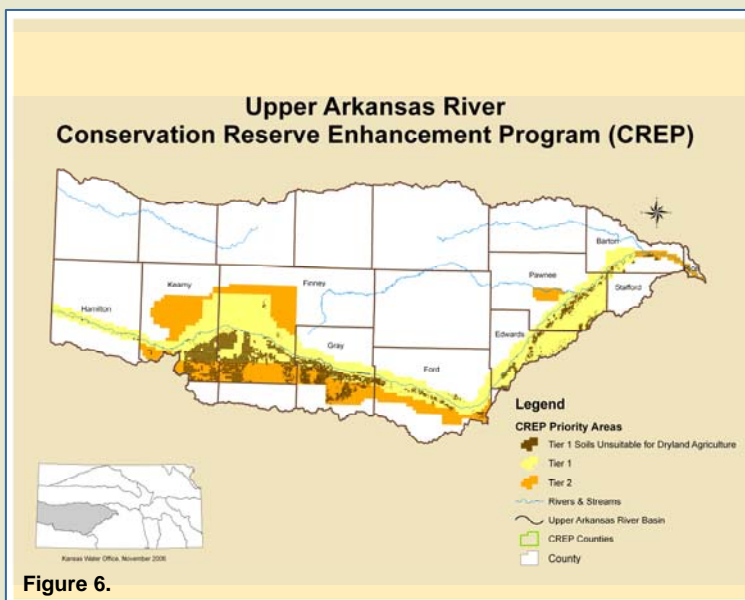 Upper Arkansas River
Conservation Reserve Enhancement Program (CREP)
Barton
Rice
Pawnee
Stafford
Kearny
Finney
Hamilton
Edwards
Gray
Ford
Legend
CREP Priority Areas
Tier 1 Soils Unsuitable for Dryland Agriculture
Tier 1
Tier 2
Rivers & Streams
Upper Arkansas River Basin
CREP Counties
County
Kansas Water Office, November 2006
Figure 6.